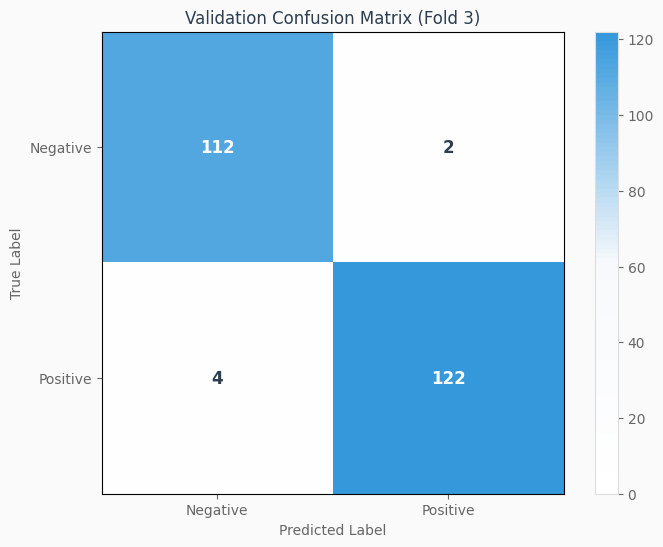 Validation Confusion Matrix (Fold 3)
120
100
80
60
40
20
0
Negative
Positive
True Label
112
2
4
122
Negative
Positive
Predicted Label